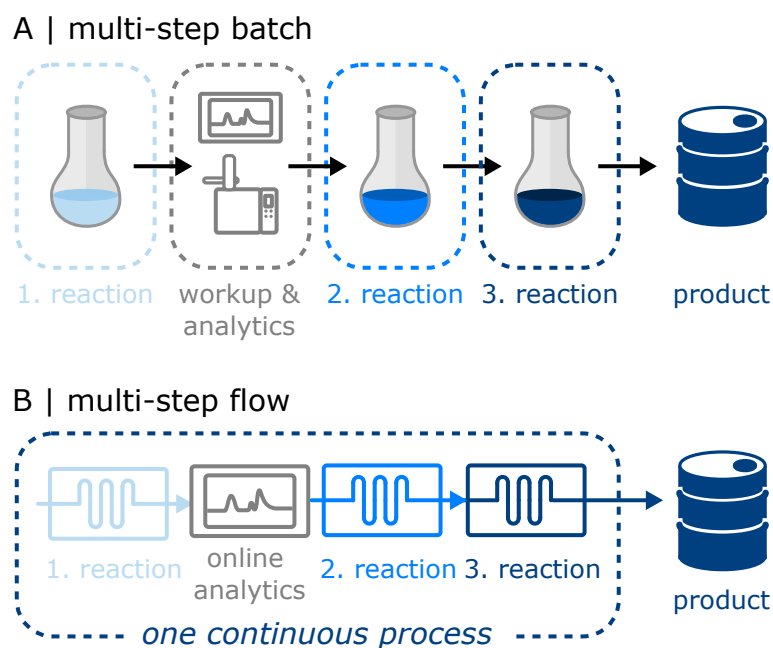 A | multi-step batch
1. reaction
workup &
analytics
2. reaction
3. reaction
product
B | multi-step flow
1. reaction
online
analytics
2. reaction
3. reaction
product
one continuous process